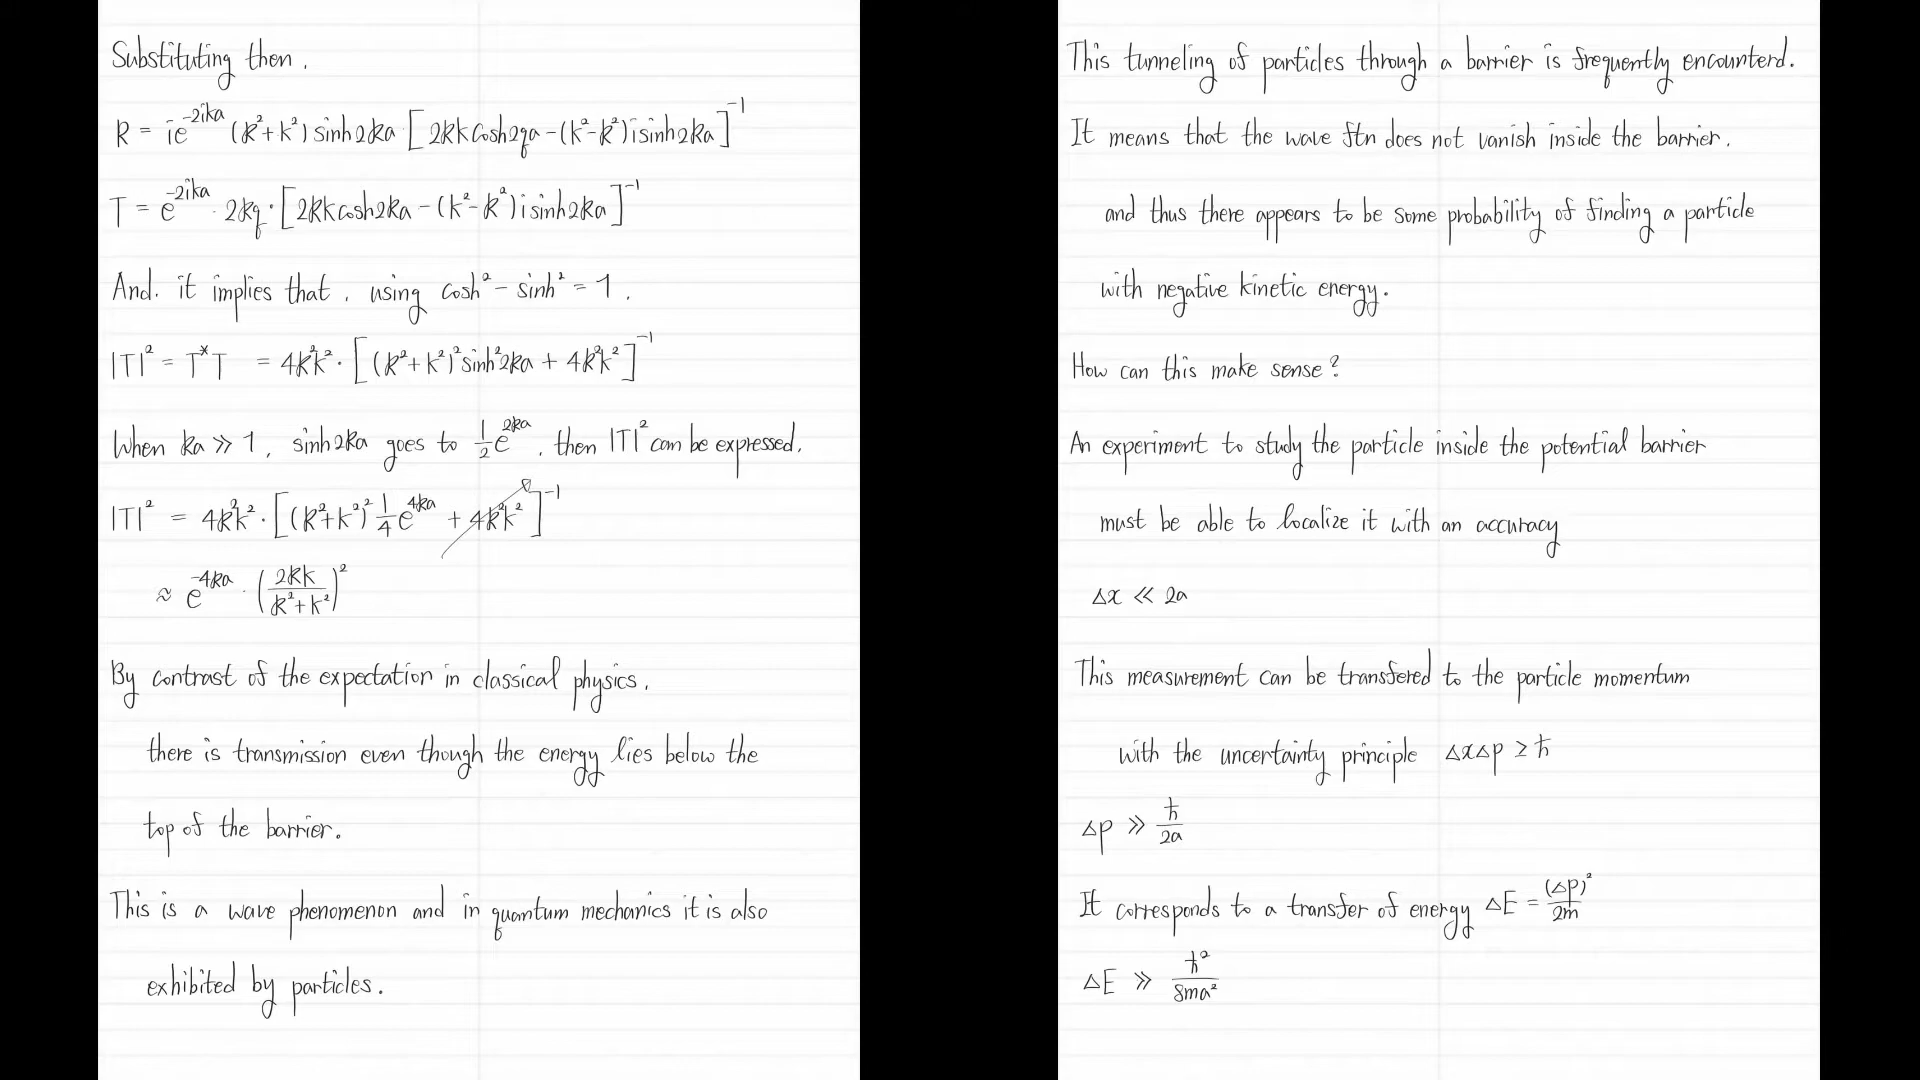 Substituting then.
R = ie^{-2ika} (k²+k²) sinh2ka [2kk cosh2qa - (k²-k²) i sinh2ka]^{-1}
T = e^{-2ika} · 2kq · [2kk cosh2ka - (k²-k²) i sinh2ka]^{-1}
And. it implies that, using cosh² - sinh² = 1.
|T|² = T*T = 4k²k² · [(k²+k²)² sinh²2ka + 4k²k²]^{-1}
When ka ≫ 1, sinh2ka goes to 1/2 e^{2ka}, then |T|² can be expressed.
|T|² = 4k²k² · [(k²+k²)² 1/4 e^{4ka} + 4k²k²]^{-1}
0
≈ e^{-4ka} · (2kk / k²+k²)²
By contrast of the expectation in classical physics,
there is transmission even though the energy lies below the
top of the barrier.
This is a wave phenomenon and in quantum mechanics it is also
exhibited by particles.
This tunneling of particles through a barrier is frequently encounterd.
It means that the wave ftn does not vanish inside the barrier,
and thus there appears to be some probability of finding a particle
with negative kinetic energy.
How can this make sense?
An experiment to study the particle inside the potential barrier
must be able to localize it with an accuracy
Δx ≪ 2a
This measurement can be transfered to the particle momentum
with the uncertainty principle ΔxΔp ≥ ħ
Δp ≫ ħ/2a
It corresponds to a transfer of energy ΔE = (Δp)²/2m
ΔE ≫ ħ²/8ma²